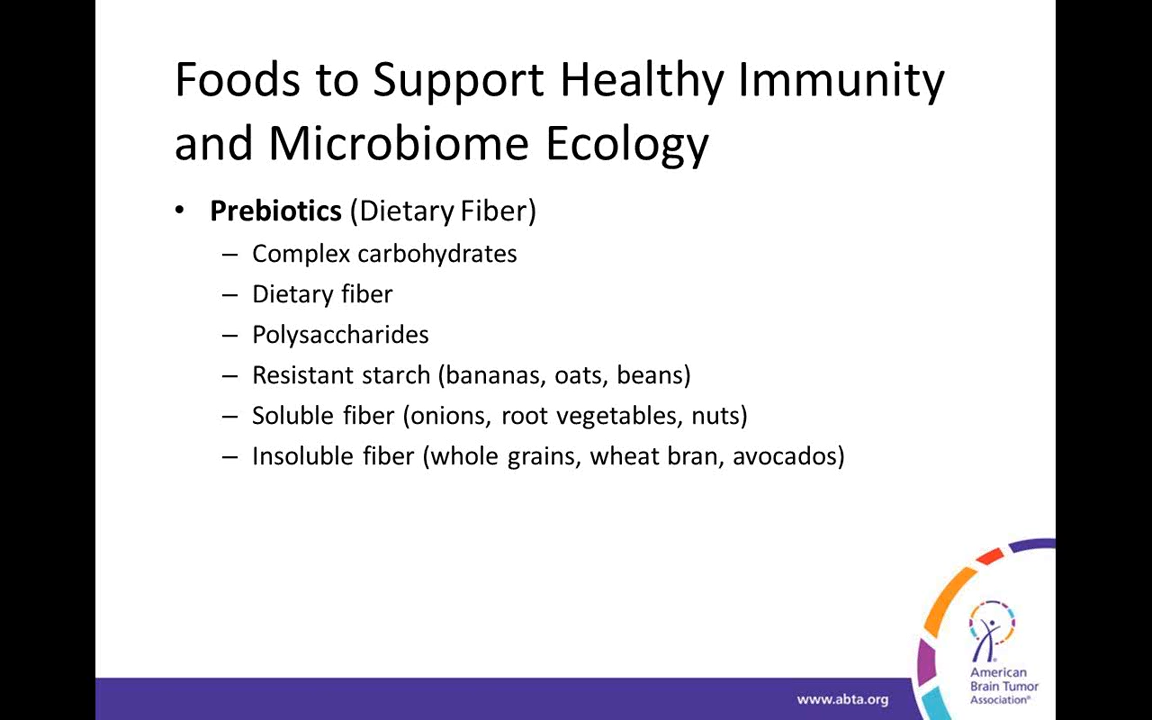 Foods to Support Healthy Immunity
and Microbiome Ecology
• Prebiotics (Dietary Fiber)
– Complex carbohydrates
– Dietary fiber
– Polysaccharides
– Resistant starch (bananas, oats, beans)
– Soluble fiber (onions, root vegetables, nuts)
– Insoluble fiber (whole grains, wheat bran, avocados)
American
Brain Tumor
Association®
www.abta.org